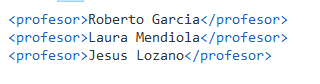 <profesor>Roberto Garcia</profesor>
<profesor>Laura Mendiola</profesor>
<profesor>Jesus Lozano</profesor>